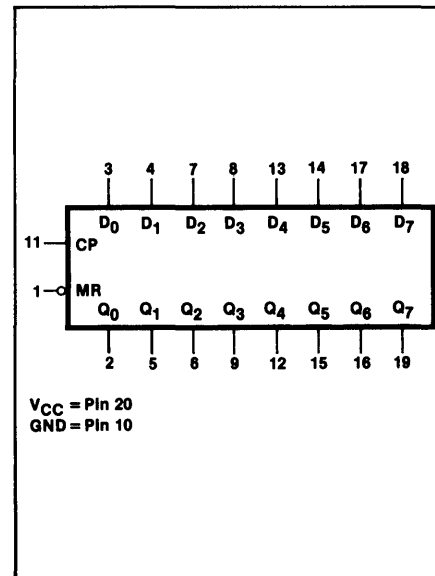 3 4 7 8 13 14 17 18
D0 D1 D2 D3 D4 D5 D6 D7
11 CP
1 MR
Q0 Q1 Q2 Q3 Q4 Q5 Q6 Q7
2 5 6 9 12 15 16 19
VCC = Pin 20
GND = Pin 10